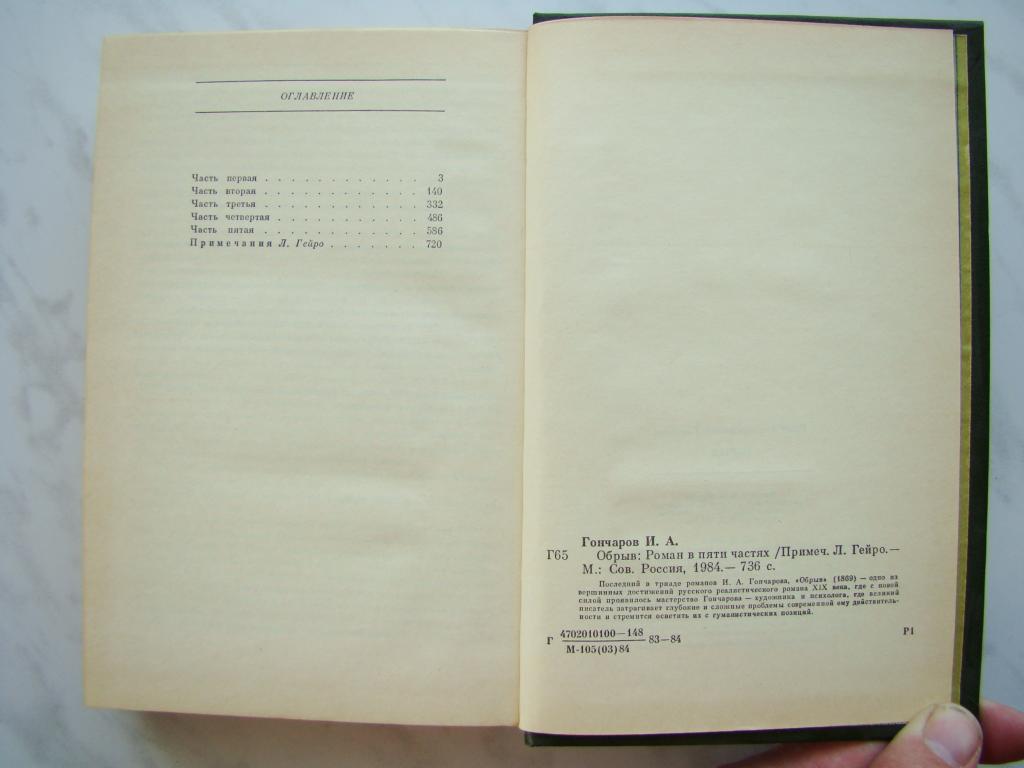 ОГЛАВЛЕНИЕ
Часть первая . . . . . . . . . . . . 3
Часть вторая . . . . . . . . . . . . 140
Часть третья . . . . . . . . . . . . 332
Часть четвертая . . . . . . . . . . . 486
Часть пятая . . . . . . . . . . . . 586
Примечания Л. Гейро . . . . . . . 720
Гончаров И. А.
Г65 Обрыв: Роман в пяти частях /Примеч. Л. Гейро.—
М.: Сов. Россия, 1984.— 736 с.
Последний в триаде романов И. А. Гончарова, «Обрыв» (1869) — одно из
вершинных достижений русского реалистического романа XIX века, где с новой
силой проявилось мастерство Гончарова — художника и психолога, где великий
писатель затрагивает глубокие и сложные проблемы современной ему действитель-
ности и стремится осветить их с гуманистических позиций.
Г 4702010100—148 83—84 Р1
М-105(03)84